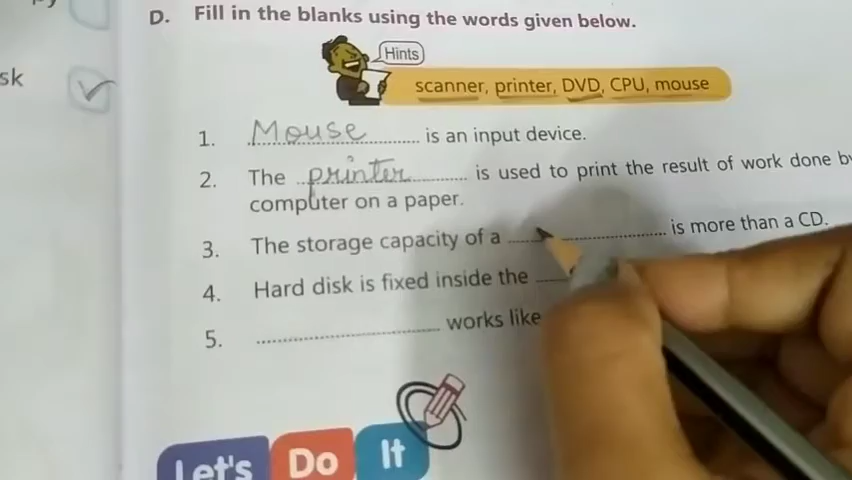 sk
D. Fill in the blanks using the words given below.
Hints
scanner, printer, DVD, CPU, mouse
1. Mouse is an input device.
2. The printer is used to print the result of work done by
computer on a paper.
3. The storage capacity of a is more than a CD.
4. Hard disk is fixed inside the
5. works like
Let's Do It